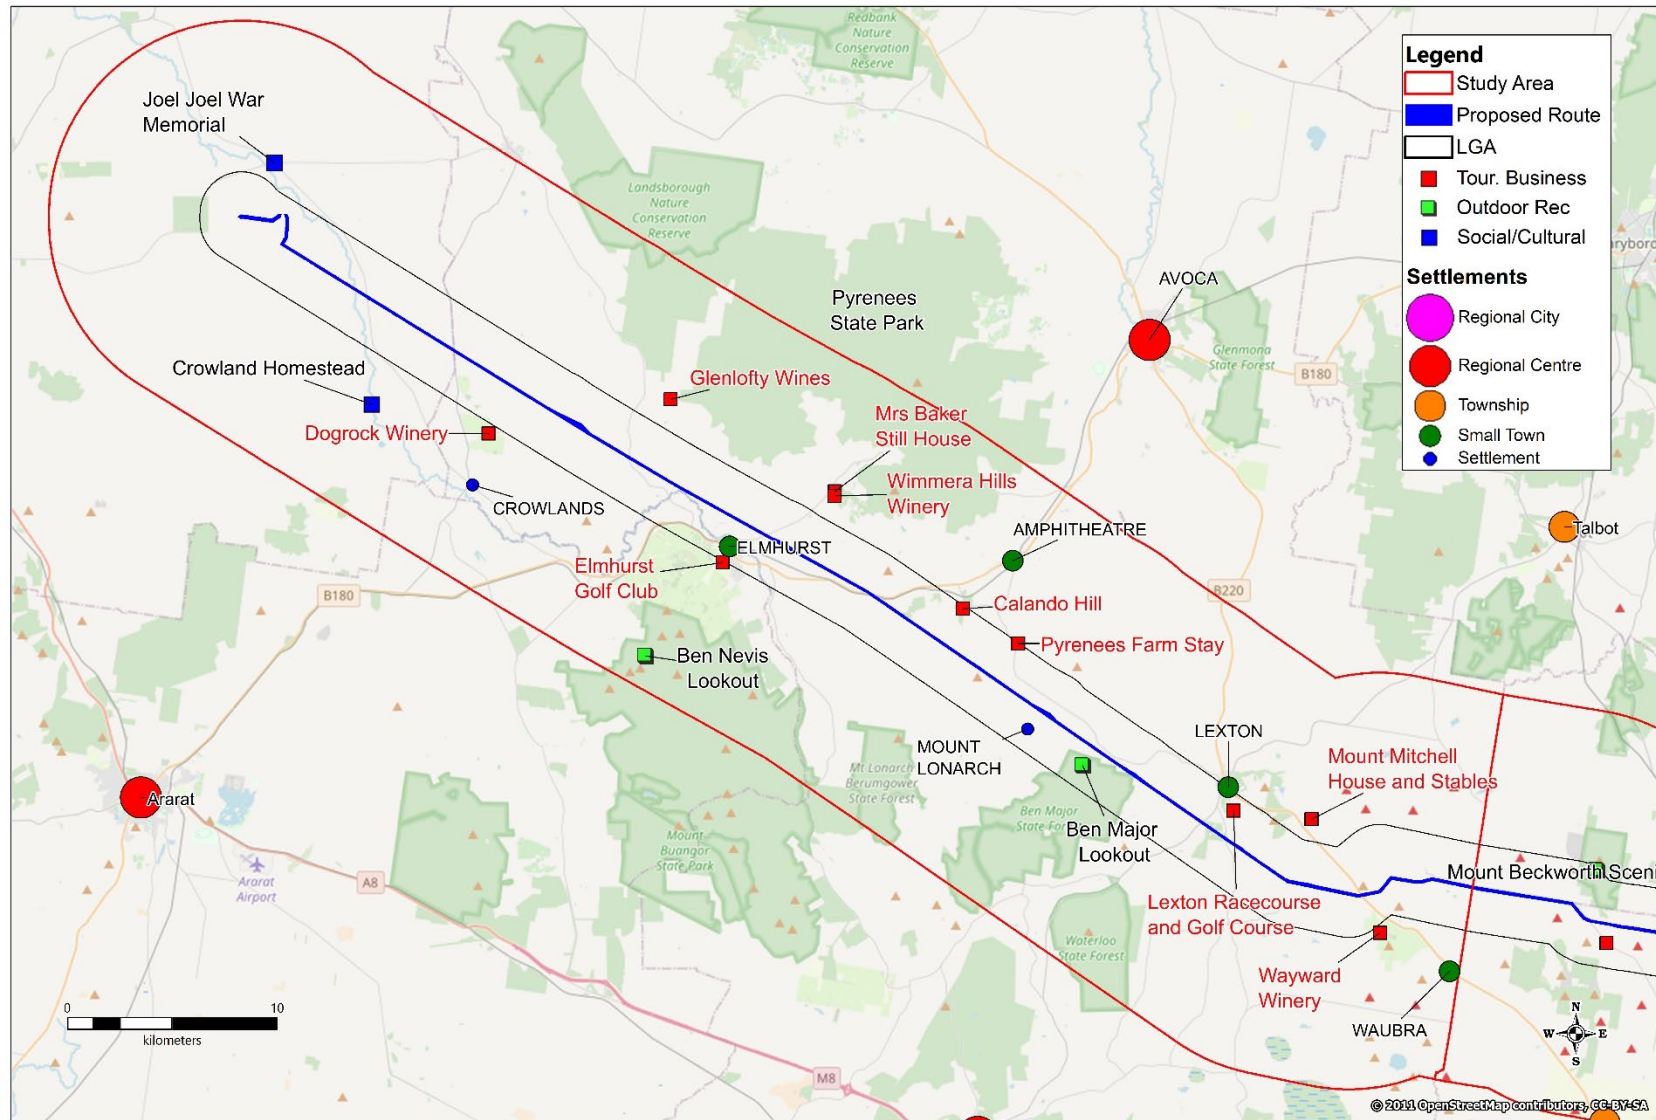 Redbank
Nature
Conservation
Reserve
Joel Joel War
Memorial
Landsborough
Nature
Conservation
Reserve
Pyrenees
State Park
AVOCA
Glenmona
State Forest
B180
Crowland Homestead
Glenlofty Wines
Dogrock Winery
Mrs Baker
Still House
Wimmera Hills
Winery
CROWLANDS
AMPHITHEATRE
ELMHURST
Elmhurst
Golf Club
B180
B220
Calando Hill
Pyrenees Farm Stay
Ben Nevis
Lookout
Talbot
MOUNT
LONARCH
LEXTON
Mount Mitchell
House and Stables
Mt Lonarch
Berumgower
State Forest
Ararat
Ben Major
State Fo
Ben Major
Lookout
Mount
Buangor
State Park
Ararat
Airport
A8
Mount Beckworth Sceni
Lexton Racecourse
and Golf Course
Waterloo
State Forest
Wayward
Winery
WAUBRA
M8
0 10
kilometers
N
W E
S
Legend
Study Area
Proposed Route
LGA
Tour. Business
Outdoor Rec
Social/Cultural
Settlements
Regional City
Regional Centre
Township
Small Town
Settlement
© 2011 OpenStreetMap contributors, CC-BY-SA